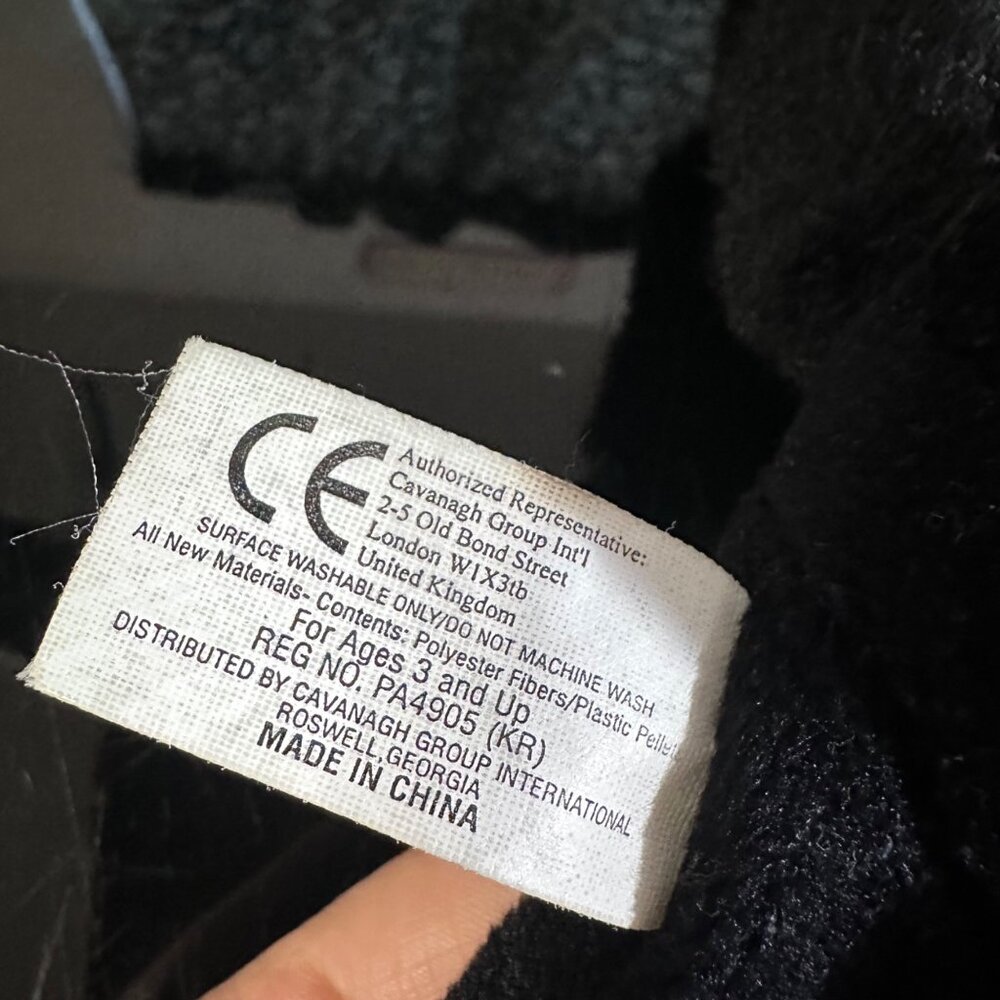 CE
Authorized Representative:
Cavanagh Group Int'l
2-5 Old Bond Street
London W1X3tb
United Kingdom
SURFACE WASHABLE ONLY/DO NOT MACHINE WASH
All New Materials- Contents: Polyester Fibers/Plastic
For Ages 3 and Up
REG NO. PA4905 (KR)
DISTRIBUTED BY CAVANAGH GROUP INTERNATIONAL
ROSWELL, GEORGIA
MADE IN CHINA